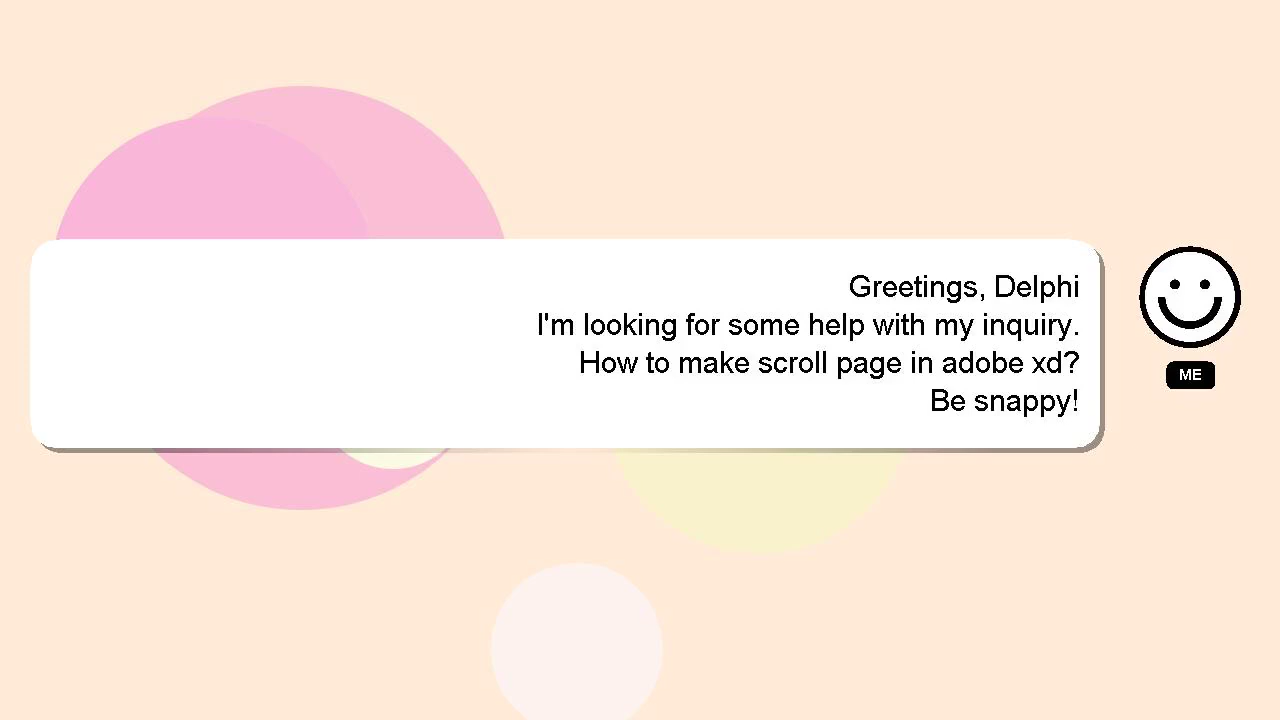 Greetings, Delphi
I'm looking for some help with my inquiry.
How to make scroll page in adobe xd?
Be snappy!
ME